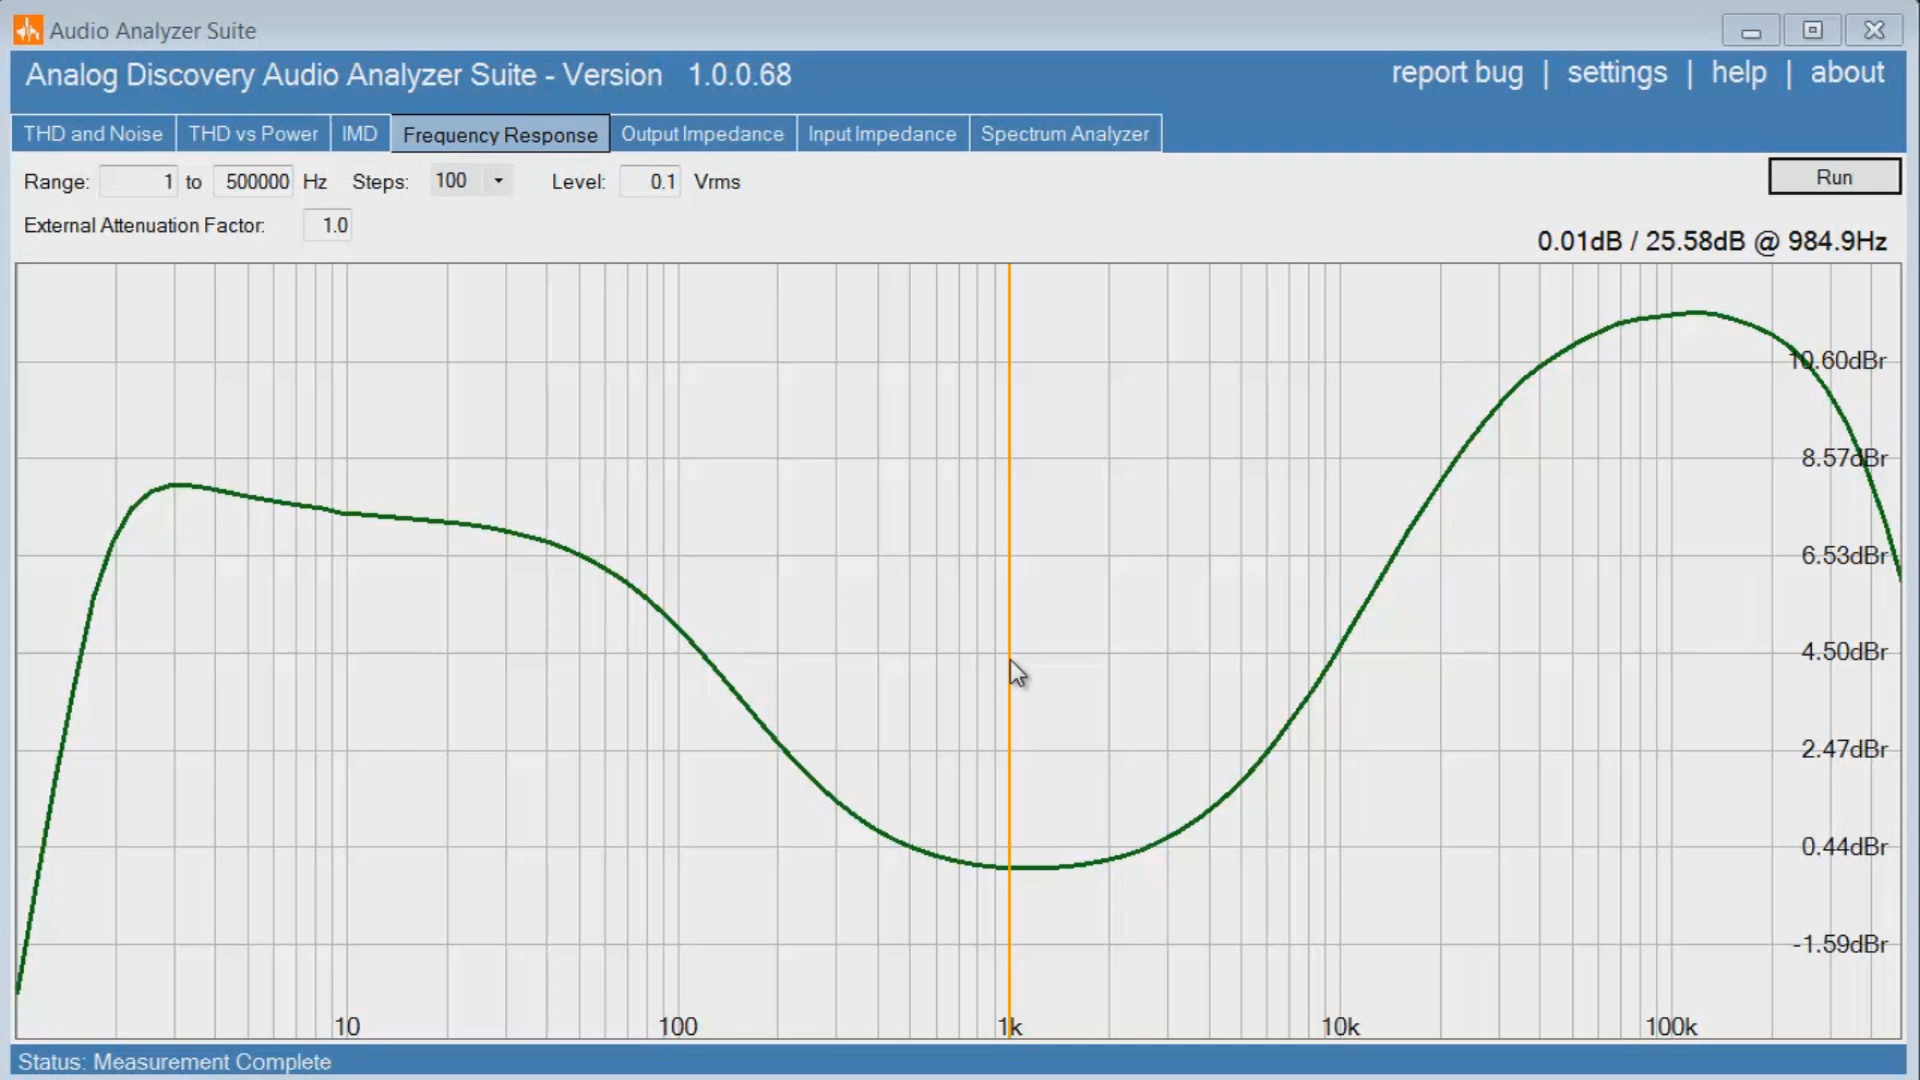 Audio Analyzer Suite
Analog Discovery Audio Analyzer Suite - Version 1.0.0.68
report bug | settings | help | about
THD and Noise THD vs Power IMD Frequency Response Output Impedance Input Impedance Spectrum Analyzer
Range: 1 to 500000 Hz Steps: 100 Level: 0.1 Vrms
Run
External Attenuation Factor: 1.0
0.01dB / 25.58dB @ 984.9Hz
10.60dBr
8.57dBr
6.53dBr
4.50dBr
2.47dBr
0.44dBr
-1.59dBr
10 100 1k 10k 100k
Status: Measurement Complete